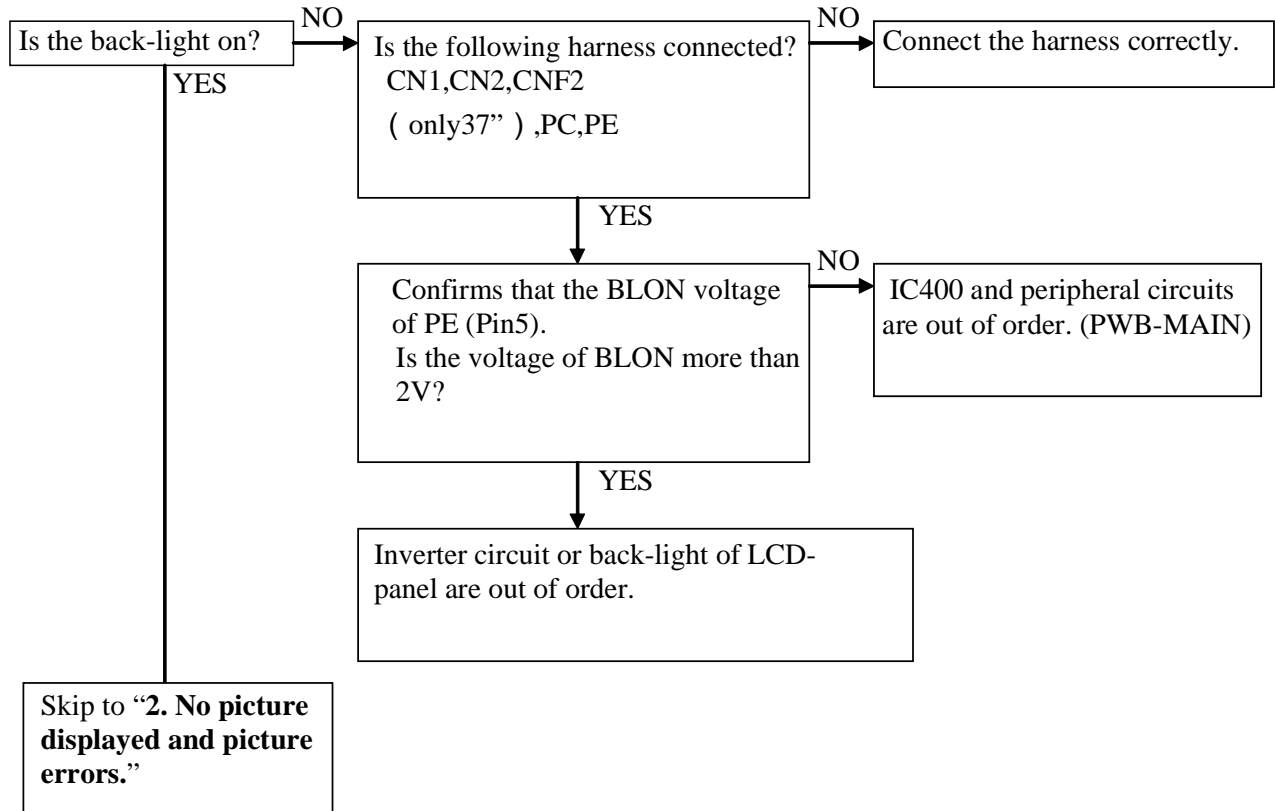 Is the back-light on?
NO
YES
Is the following harness connected?
CN1,CN2,CNF2
( only37” ) ,PC,PE
NO
Connect the harness correctly.
YES
Confirms that the BLON voltage
of PE (Pin5).
Is the voltage of BLON more than
2V?
NO
IC400 and peripheral circuits
are out of order. (PWB-MAIN)
YES
Inverter circuit or back-light of LCD-
panel are out of order.
Skip to “2. No picture
displayed and picture
errors.”